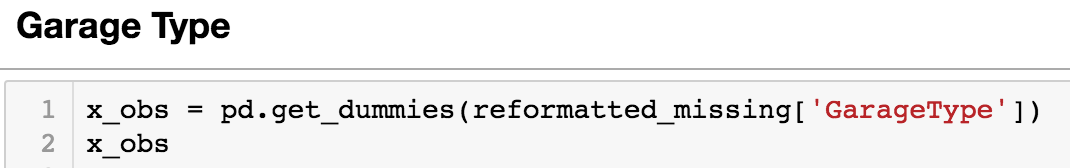 Garage Type
1 x_obs = pd.get_dummies(reformatted_missing['GarageType'])
2 x_obs